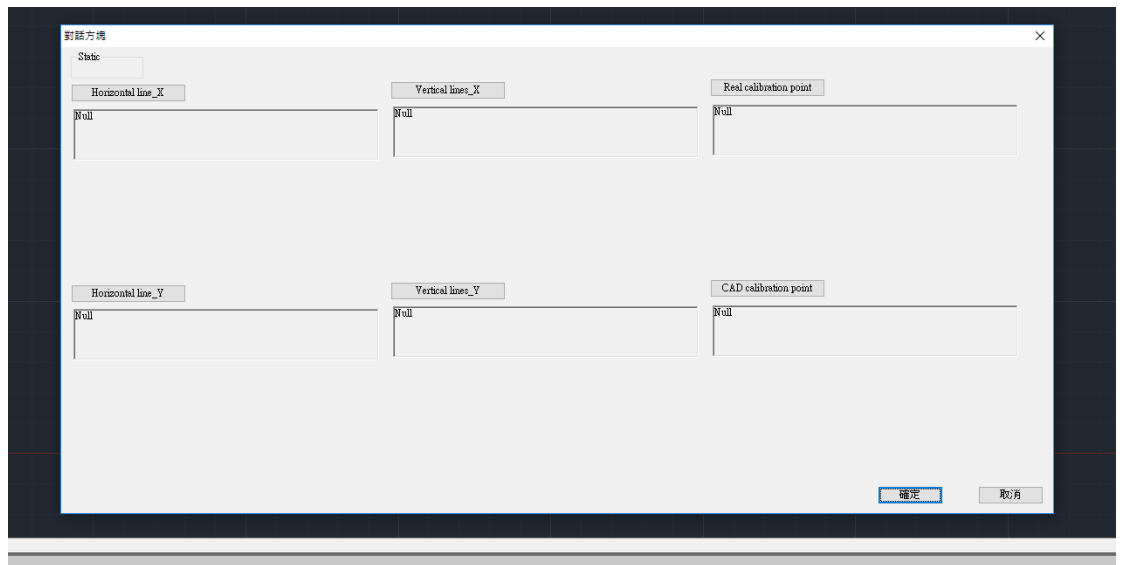 對話方塊
Static
Horizontal line_X
Vertical lines_X
Real calibration point
Null
Null
Null
Horizontal line_Y
Vertical lines_Y
CAD calibration point
Null
Null
Null
確定
取消